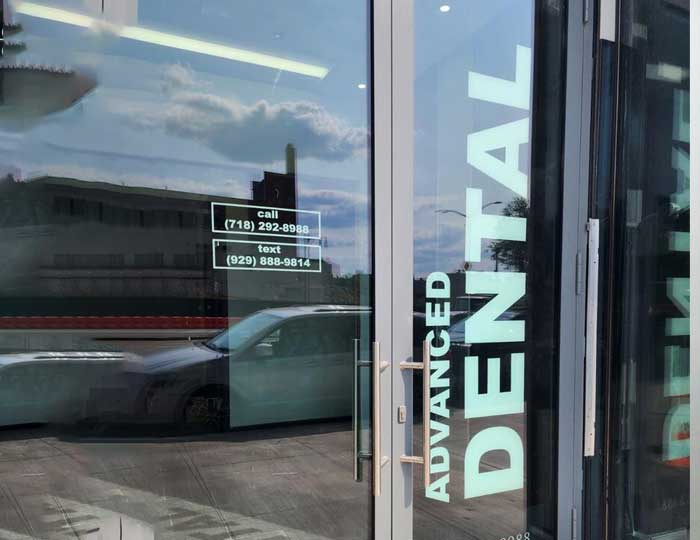 call
(718) 292-8988
text
(929) 888-9814
ADVANCED
DENTAL